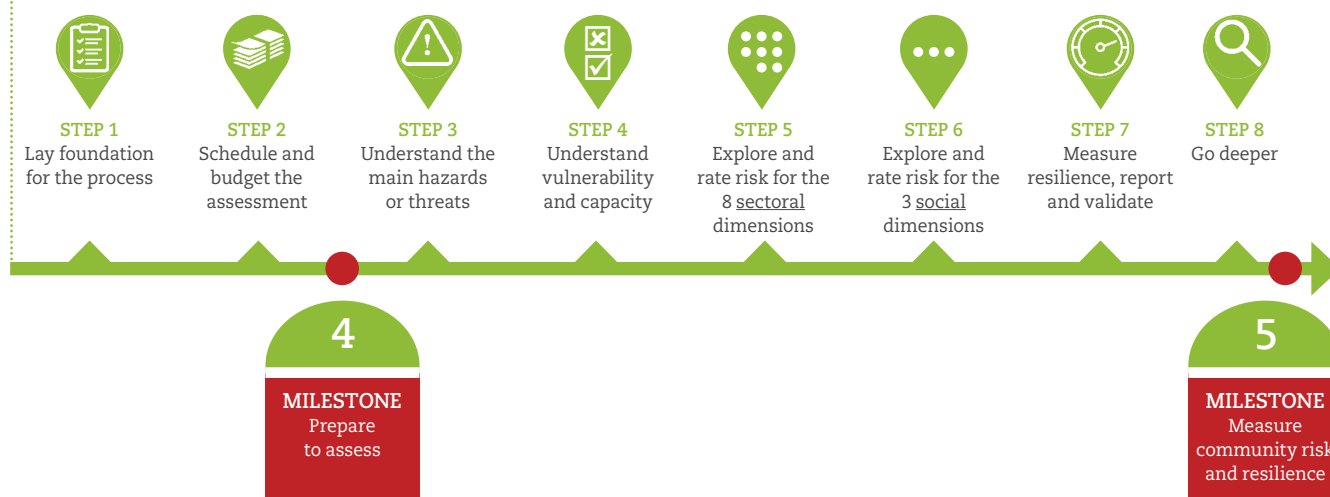 STEP 1
Lay foundation
for the process
STEP 2
Schedule and
budget the
assessment
STEP 3
Understand the
main hazards
or threats
STEP 4
Understand
vulnerability
and capacity
STEP 5
Explore and
rate risk for the
8 sectoral
dimensions
STEP 6
Explore and
rate risk for the
3 social
dimensions
STEP 7
Measure
resilience, report
and validate
STEP 8
Go deeper
4
MILESTONE
Prepare
to assess
5
MILESTONE
Measure
community risk
and resilience